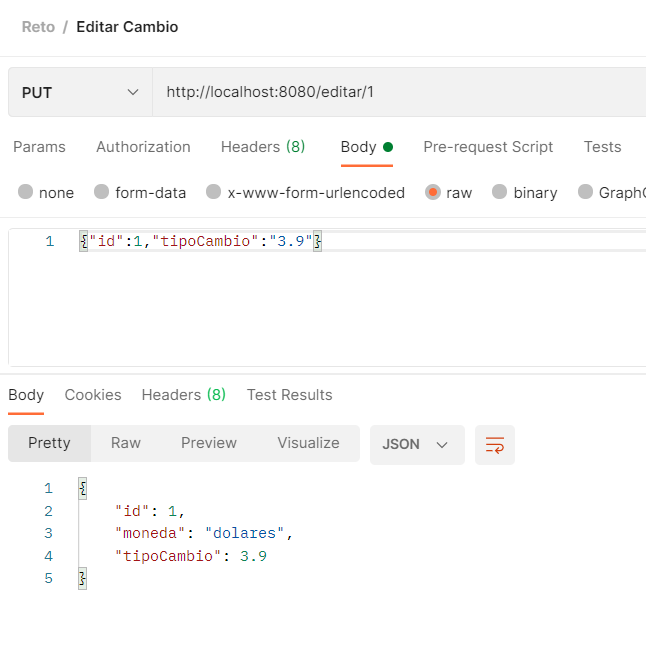 Reto / Editar Cambio
PUT http://localhost:8080/editar/1
Params Authorization Headers (8) Body Pre-request Script Tests
none form-data x-www-form-urlencoded raw binary GraphQ
1 {"id":1,"tipoCambio":"3.9"}
Body Cookies Headers (8) Test Results
Pretty Raw Preview Visualize JSON
1 {
2 "id": 1,
3 "moneda": "dolares",
4 "tipoCambio": 3.9
5 }